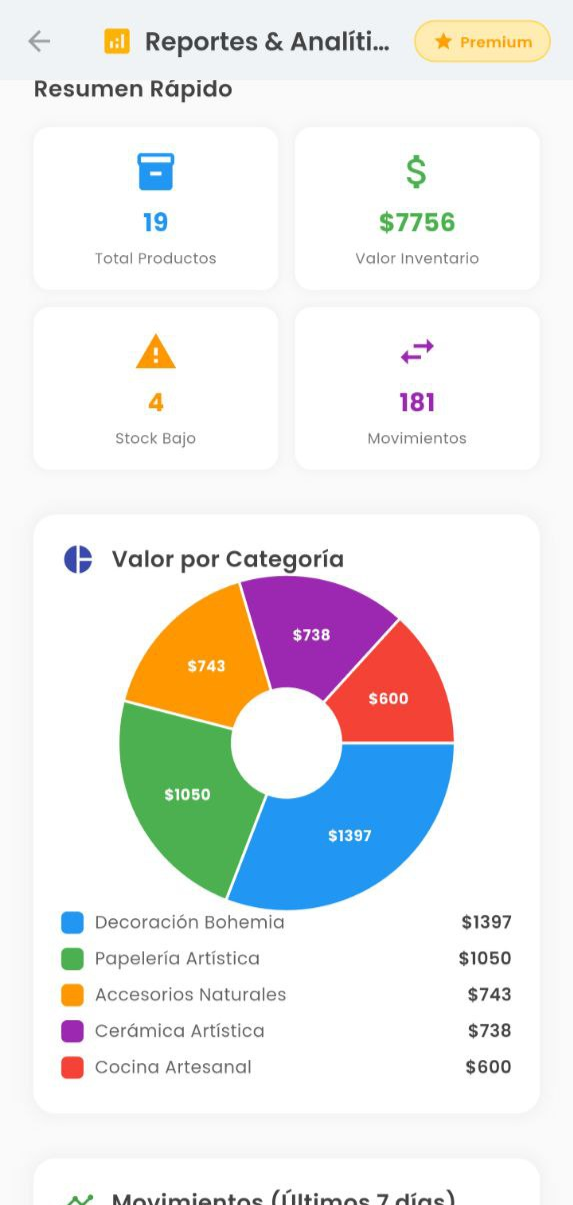 Reportes & Analíti...
Premium
Resumen Rápido
19
Total Productos
$7756
Valor Inventario
4
Stock Bajo
181
Movimientos
Valor por Categoría
$738
$743
$600
$1050
$1397
Decoración Bohemia $1397
Papelería Artística $1050
Accesorios Naturales $743
Cerámica Artística $738
Cocina Artesanal $600
Movimientos (Últimos 7 días)